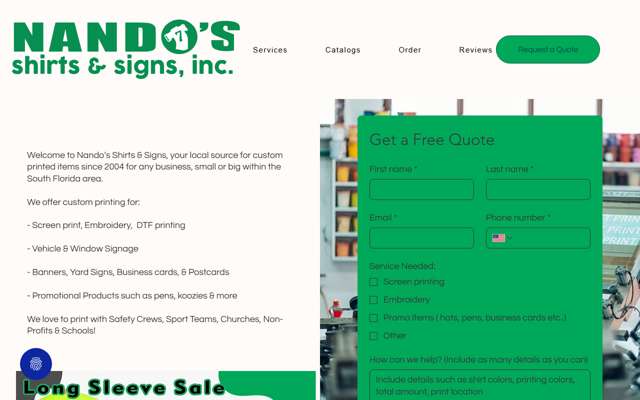 NANDO'S
shirts & signs, inc.
Services
Catalogs
Order
Reviews
Request a Quote
Welcome to Nando's Shirts & Signs, your local source for custom
printed items since 2004 for any business, small or big within the
South Florida area.
We offer custom printing for:
- Screen print, Embroidery,  DTF printing
- Vehicle & Window Signage
- Banners, Yard Signs, Business cards, & Postcards
- Promotional Products such as pens, koozies & more
We love to print with Safety Crews, Sport Teams, Churches, Non-
Profits & Schools!
Long Sleeve Sale
Get a Free Quote
First name *
Last name *
Email *
Phone number *
Service Needed:
Screen printing
Embroidery
Promo Items ( hats, pens, business cards etc..)
Other
How can we help? (Include as many details as you can)
Include details such as shirt colors, printing colors,
total amount, print location